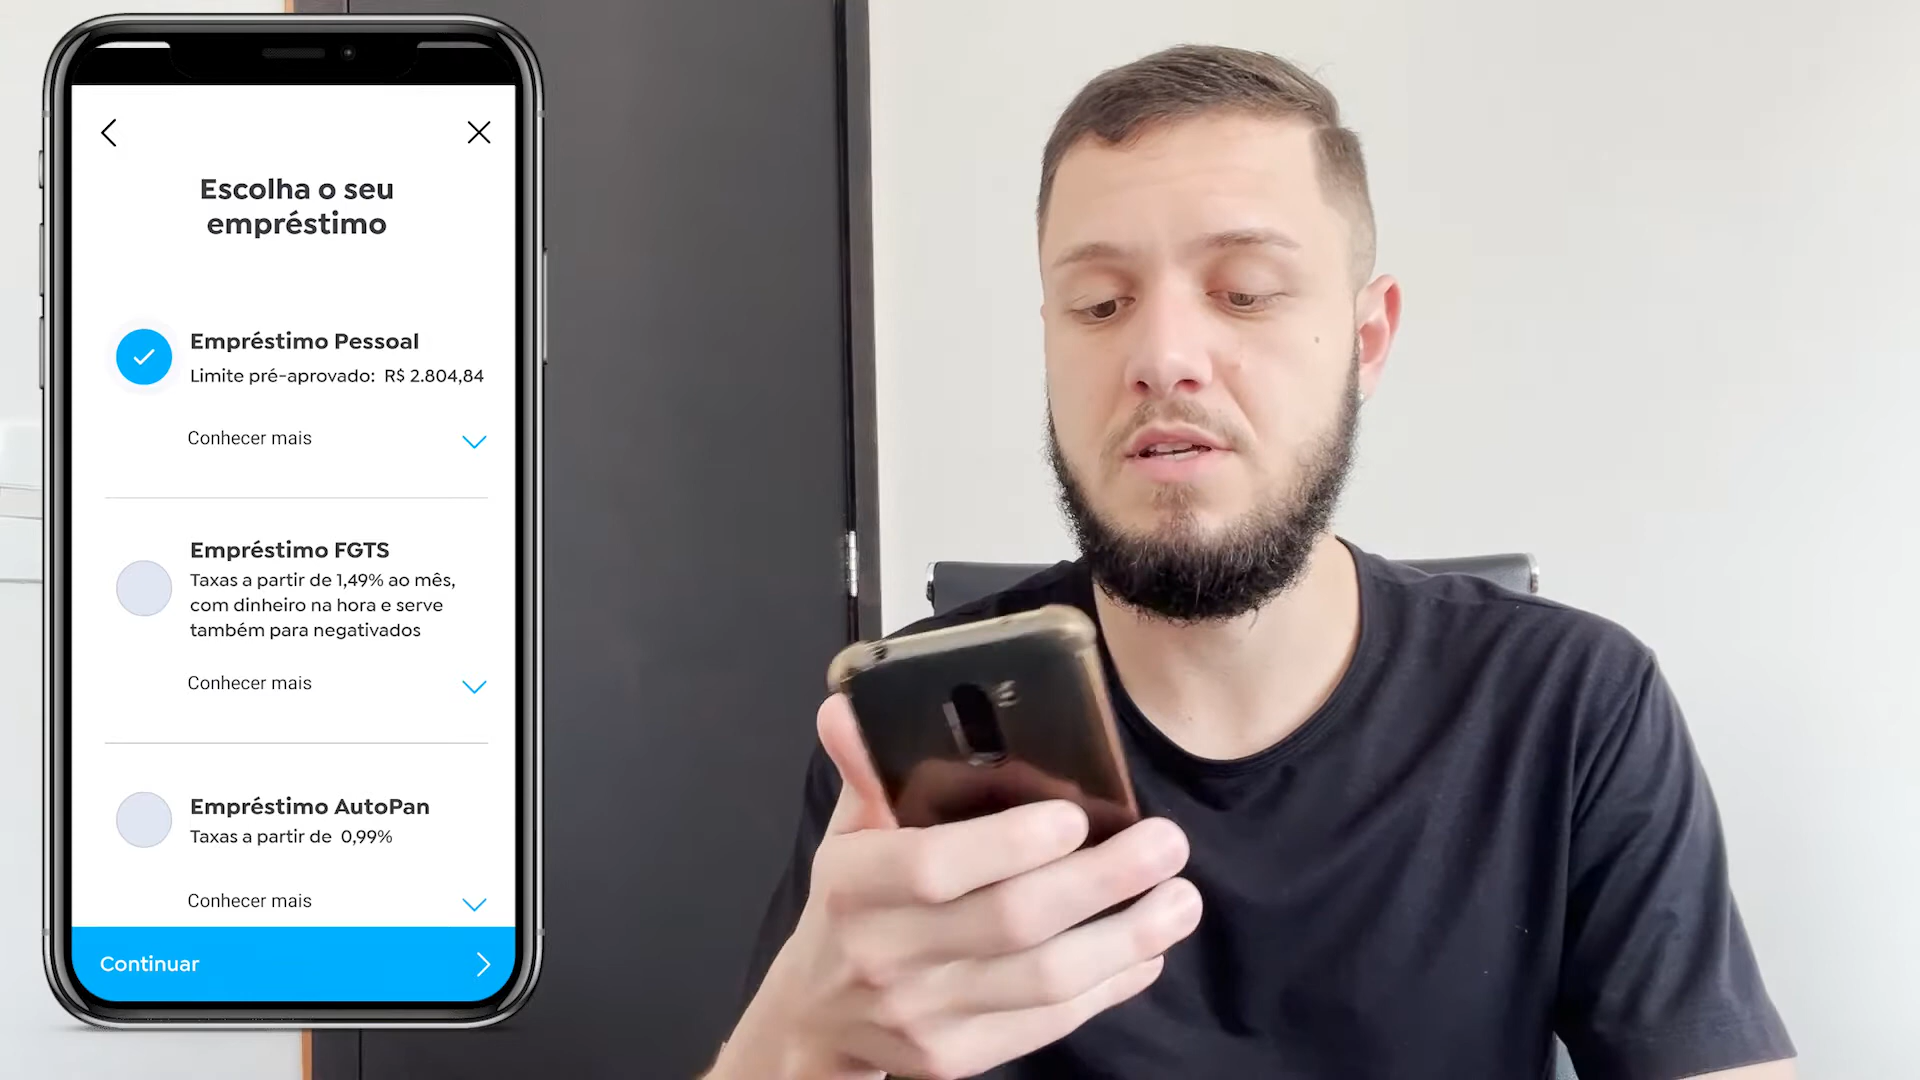 Escolha o seu
empréstimo
Empréstimo Pessoal
Limite pré-aprovado: R$ 2.804,84
Conhecer mais
Empréstimo FGTS
Taxas a partir de 1,49% ao mês,
com dinheiro na hora e serve
também para negativados
Conhecer mais
Empréstimo AutoPan
Taxas a partir de 0,99%
Conhecer mais
Continuar